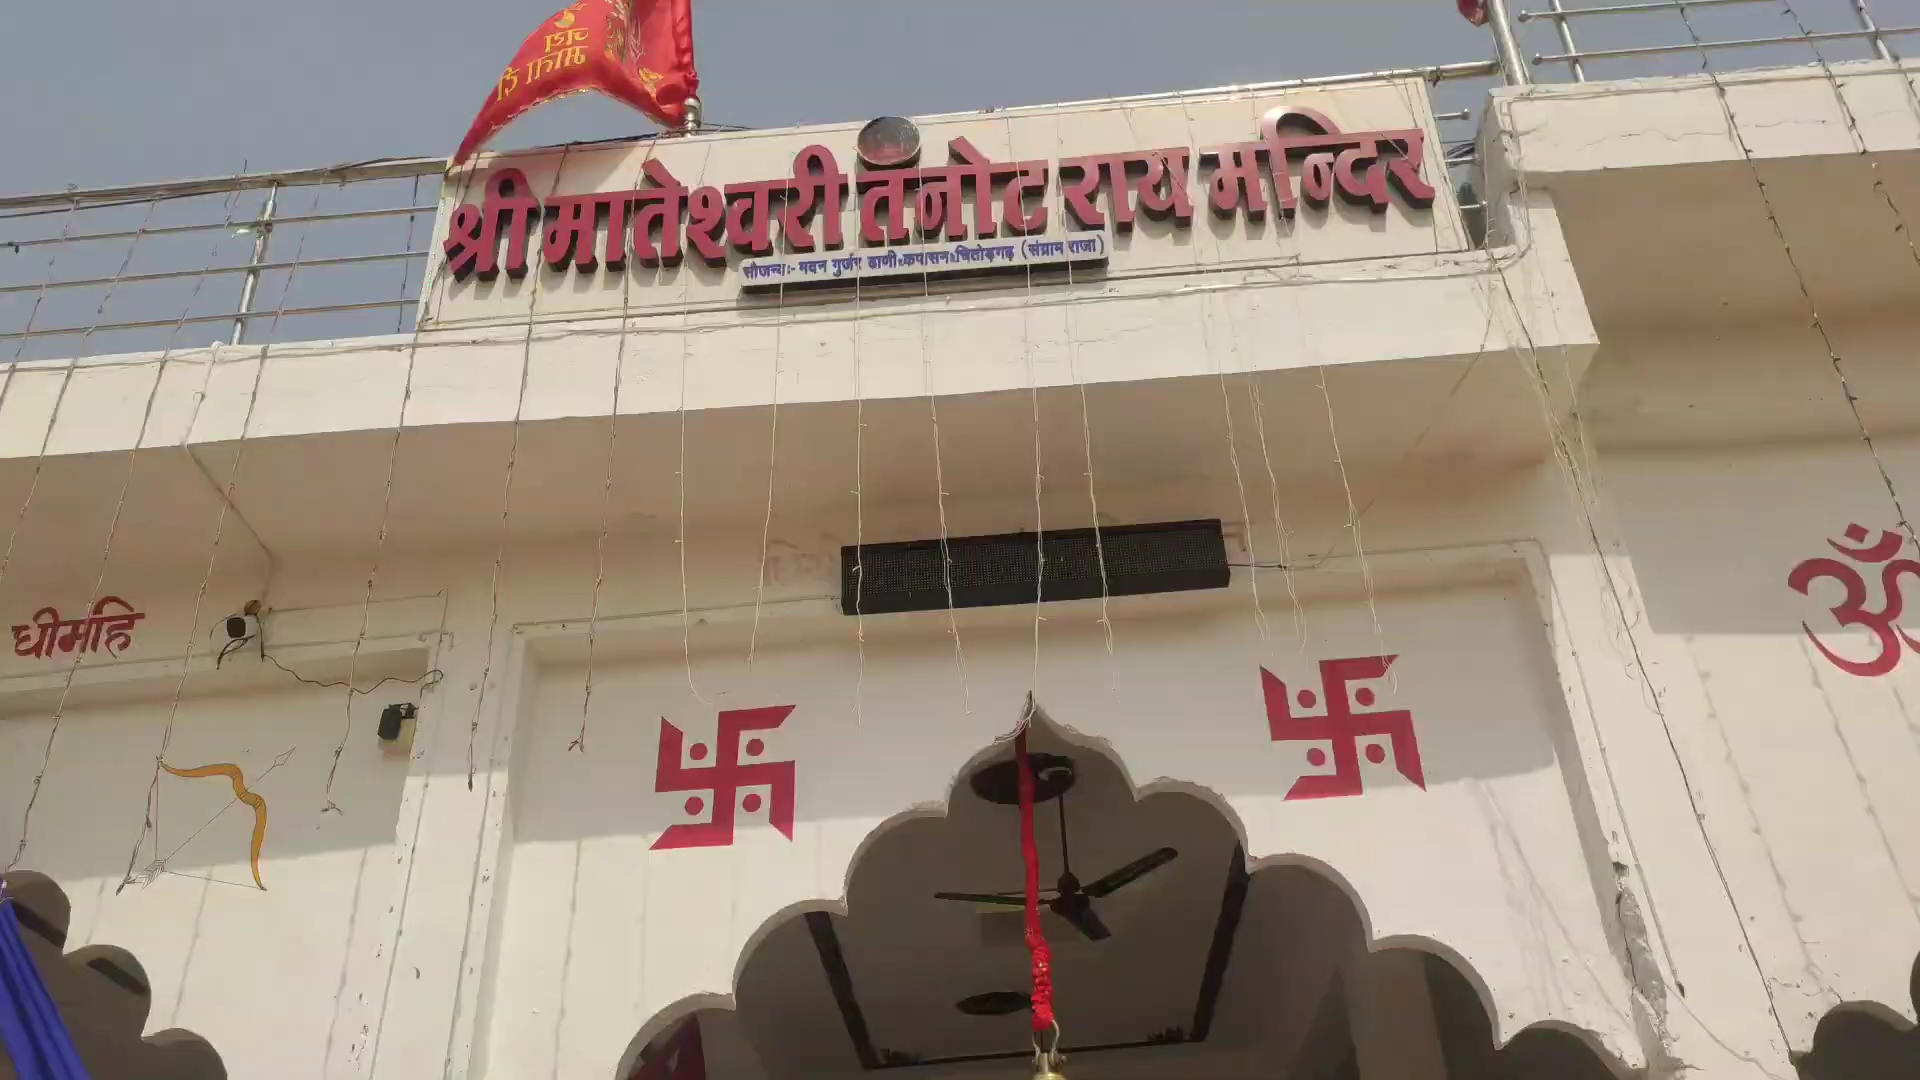 श्री मातेश्वरी तनोट राय मन्दिर
सौजन्य:- मदन गुर्जर ढाणी, कपासन, चितोड़गढ़ (संग्राम राजा)
धीमहि
ॐ